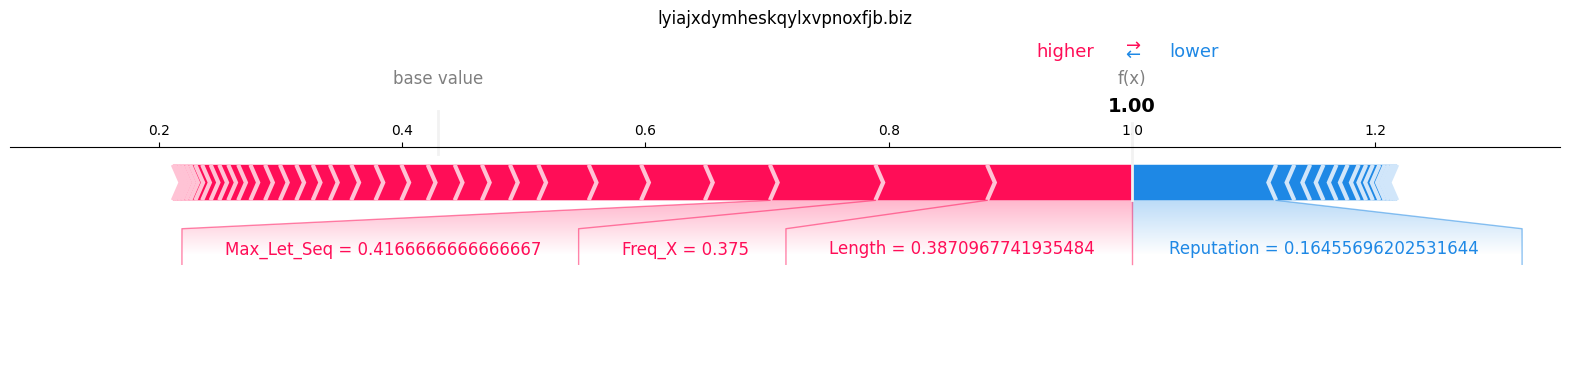 lyiajxdymheskqylxvpnoxfjb.biz
higher ⇄ lower
base value f(x)
1.00
0.2 0.4 0.6 0.8 1.0 1.2
Max_Let_Seq = 0.4166666666666667 Freq_X = 0.375 Length = 0.3870967741935484 Reputation = 0.16455696202531644